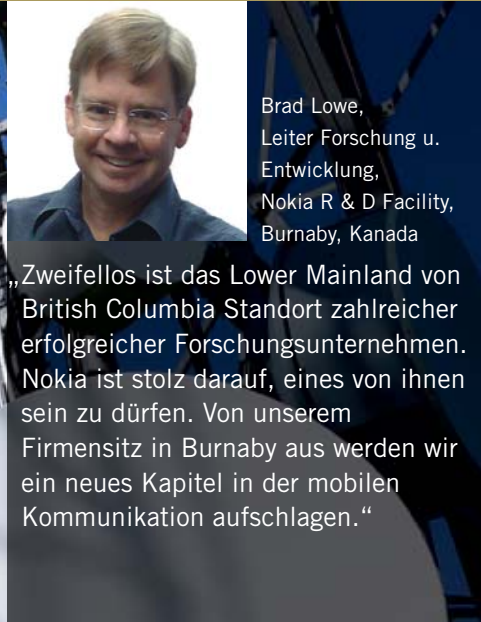 Brad Lowe,
Leiter Forschung u.
Entwicklung,
Nokia R & D Facility,
Burnaby, Kanada
„Zweifellos ist das Lower Mainland von
British Columbia Standort zahlreicher
erfolgreicher Forschungsunternehmen.
Nokia ist stolz darauf, eines von ihnen
sein zu dürfen. Von unserem
Firmensitz in Burnaby aus werden wir
ein neues Kapitel in der mobilen
Kommunikation aufschlagen.“